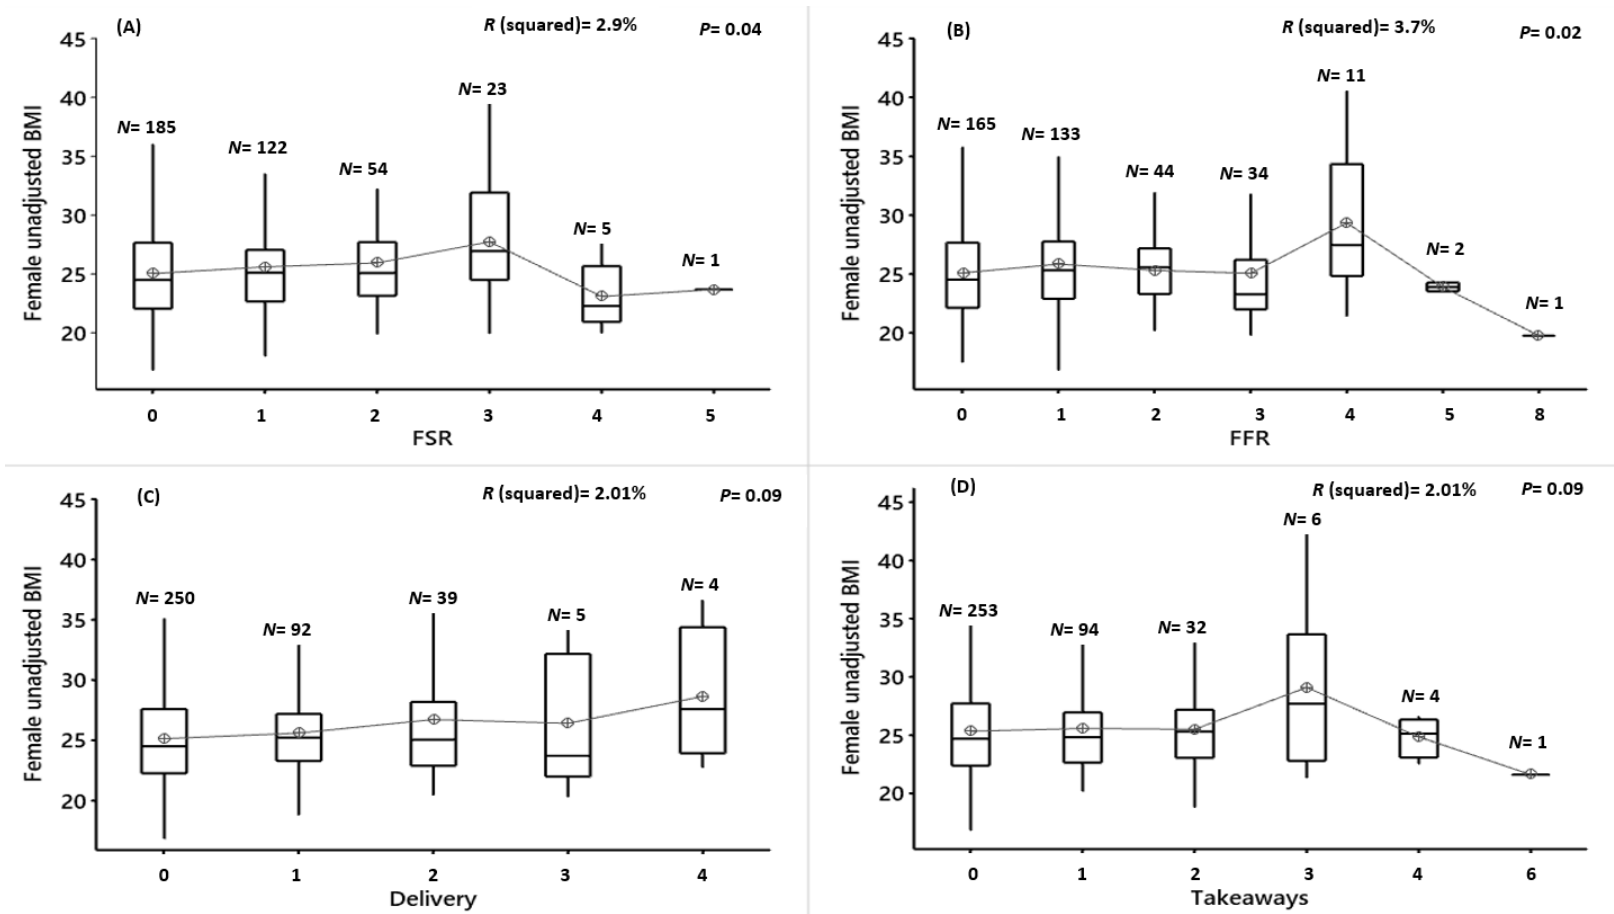 (A)
R (squared)= 2.9%
P= 0.04
45
40
35
30
25
20
Female unadjusted BMI
N= 185
N= 122
N= 54
N= 23
N= 5
N= 1
0 1 2 3 4 5
FSR
(B)
R (squared)= 3.7%
P= 0.02
45
40
35
30
25
20
Female unadjusted BMI
N= 165
N= 133
N= 44
N= 34
N= 11
N= 2
N= 1
0 1 2 3 4 5 8
FFR
(C)
R (squared)= 2.01%
P= 0.09
45
40
35
30
25
20
Female unadjusted BMI
N= 250
N= 92
N= 39
N= 5
N= 4
0 1 2 3 4
Delivery
(D)
R (squared)= 2.01%
P= 0.09
45
40
35
30
25
20
Female unadjusted BMI
N= 253
N= 94
N= 32
N= 6
N= 4
N= 1
0 1 2 3 4 6
Takeaways